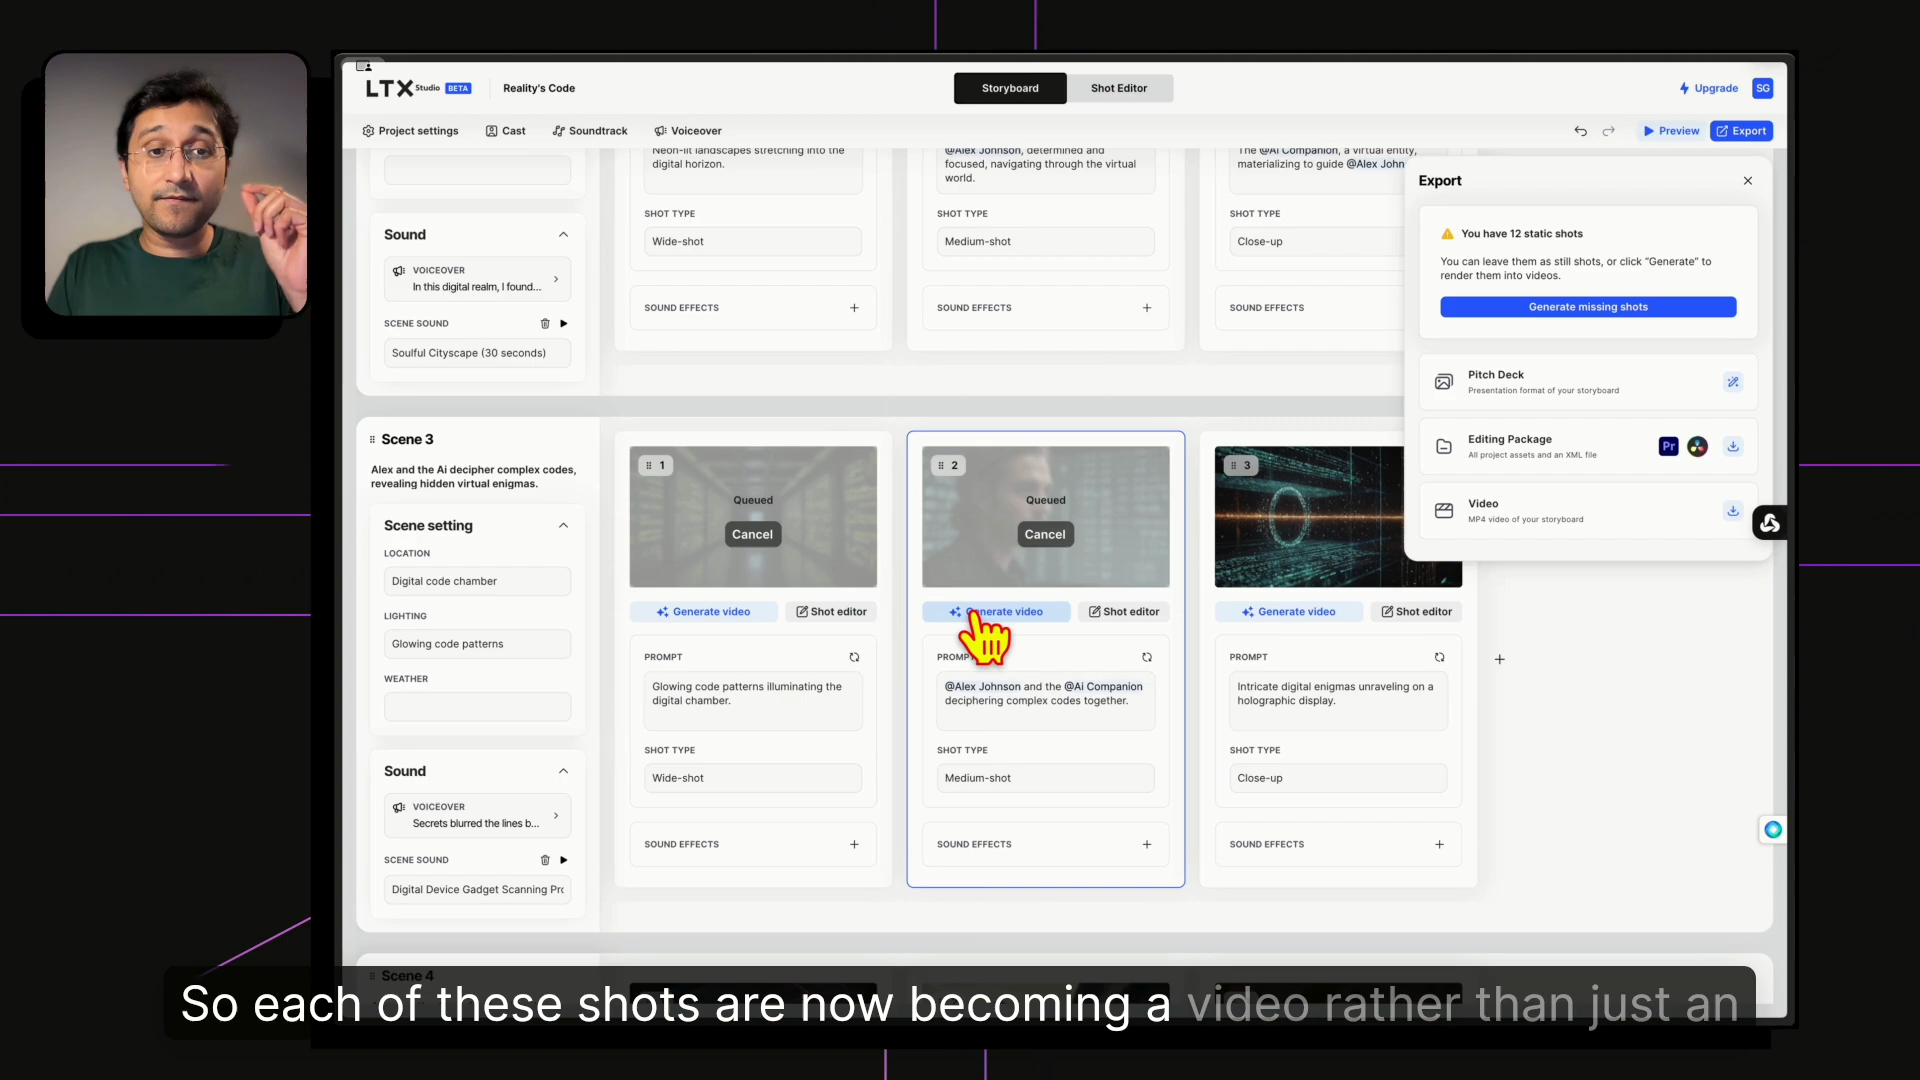 LTX Studio BETA
Reality's Code
Storyboard
Shot Editor
Upgrade
SG
Project settings
Cast
Soundtrack
Voiceover
Preview
Export
Neon-lit landscapes stretching into the
digital horizon.
@Alex Johnson, determined and
focused, navigating through the virtual
world.
The @Ai Companion, a virtual entity,
materializing to guide @Alex John
Sound
VOICEOVER
In this digital realm, I found...
SCENE SOUND
Soulful Cityscape (30 seconds)
SHOT TYPE
Wide-shot
SOUND EFFECTS
SHOT TYPE
Medium-shot
SOUND EFFECTS
SHOT TYPE
Close-up
SOUND EFFECTS
Export
You have 12 static shots
You can leave them as still shots, or click “Generate” to
render them into videos.
Generate missing shots
Pitch Deck
Presentation format of your storyboard
Editing Package
All project assets and an XML file
Pr
Video
MP4 video of your storyboard
Scene 3
Alex and the Ai decipher complex codes,
revealing hidden virtual enigmas.
Scene setting
LOCATION
Digital code chamber
LIGHTING
Glowing code patterns
WEATHER
Sound
VOICEOVER
Secrets blurred the lines b...
SCENE SOUND
Digital Device Gadget Scanning Pr
1
Queued
Cancel
Generate video
Shot editor
PROMPT
Glowing code patterns illuminating the
digital chamber.
SHOT TYPE
Wide-shot
SOUND EFFECTS
2
Queued
Cancel
nerate video
Shot editor
PROMP
@Alex Johnson and the @Ai Companion
deciphering complex codes together.
SHOT TYPE
Medium-shot
SOUND EFFECTS
3
Generate video
Shot editor
PROMPT
Intricate digital enigmas unraveling on a
holographic display.
SHOT TYPE
Close-up
SOUND EFFECTS
Scene 4
So each of these shots are now becoming a video rather than just an